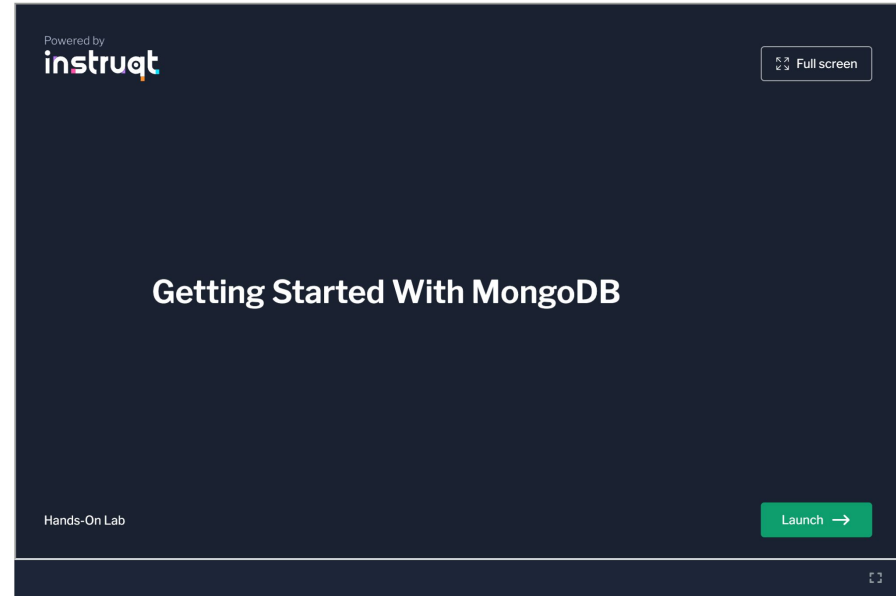 Powered by
instruqt
Full screen
Getting Started With MongoDB
Hands-On Lab
Launch